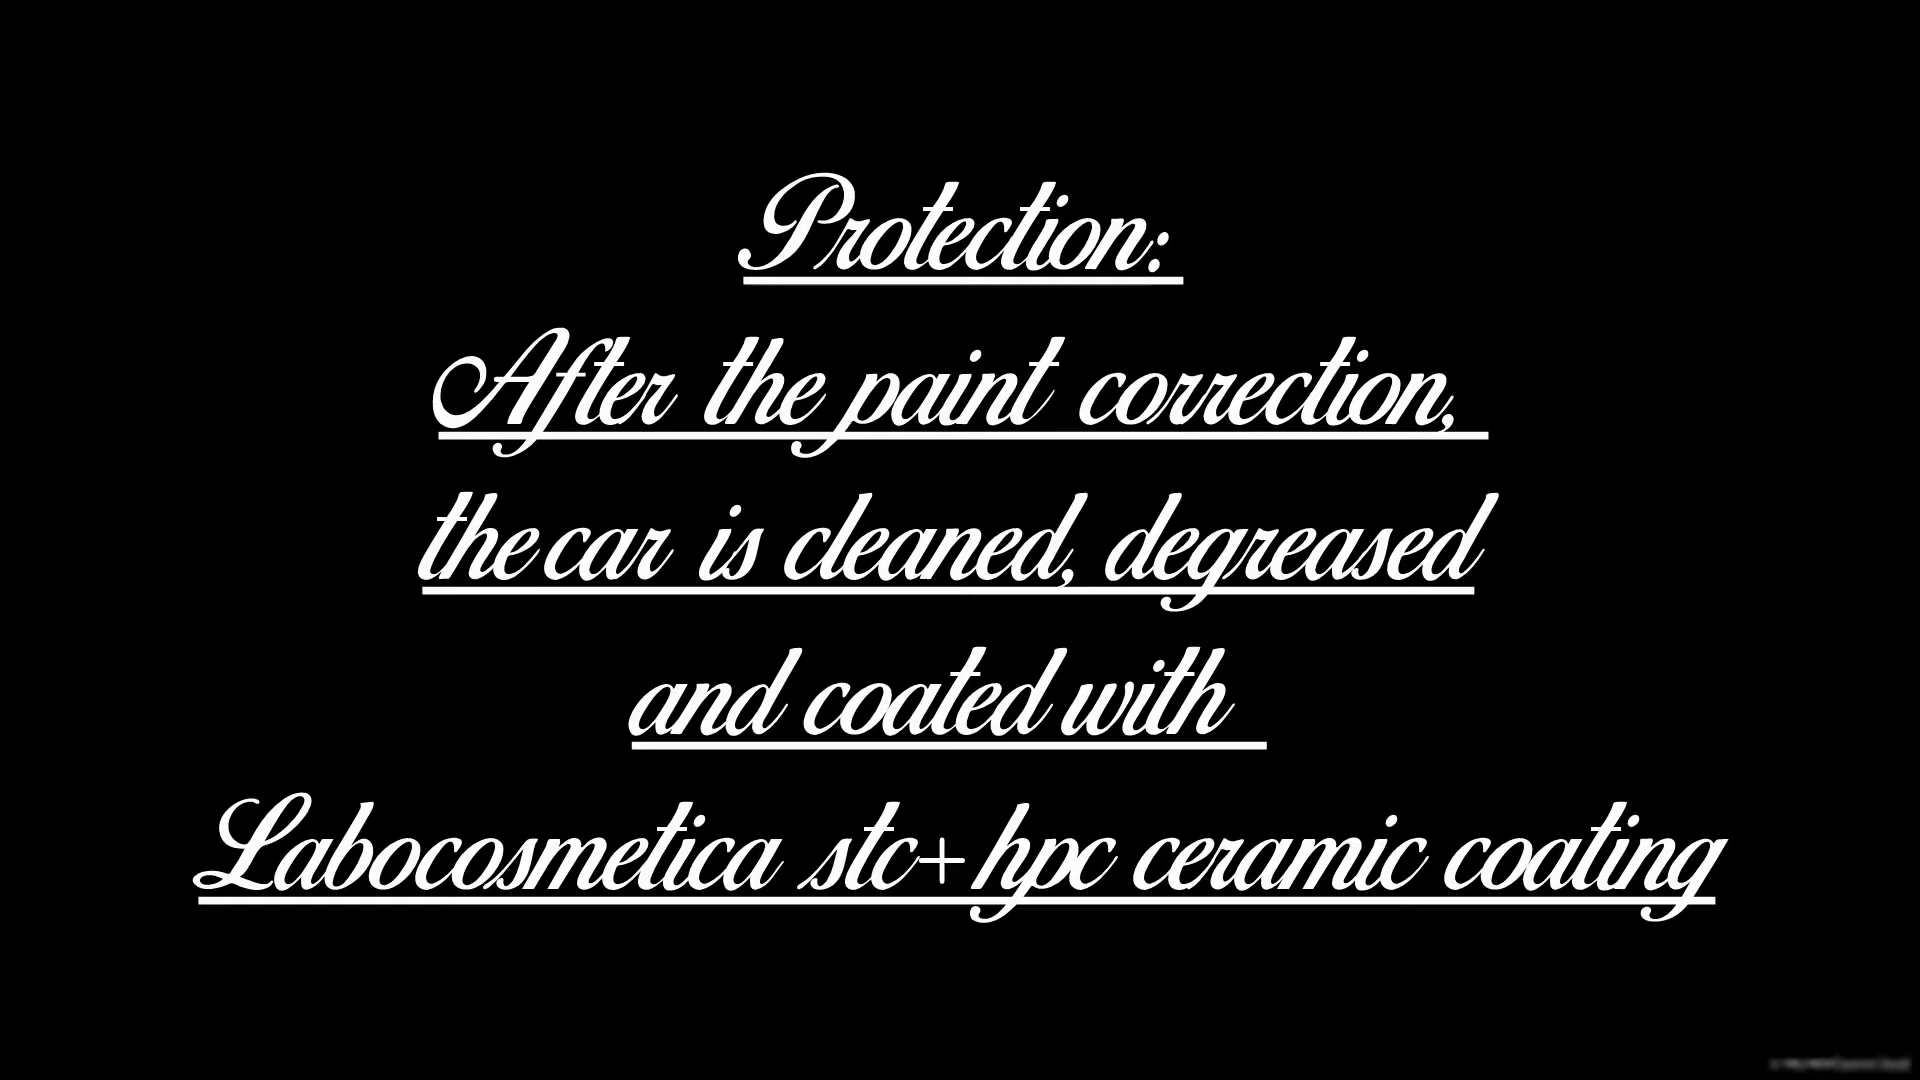 Protection:
After the paint correction,
the car is cleaned, degreased
and coated with
Labocosmetica stc+hpc ceramic coating